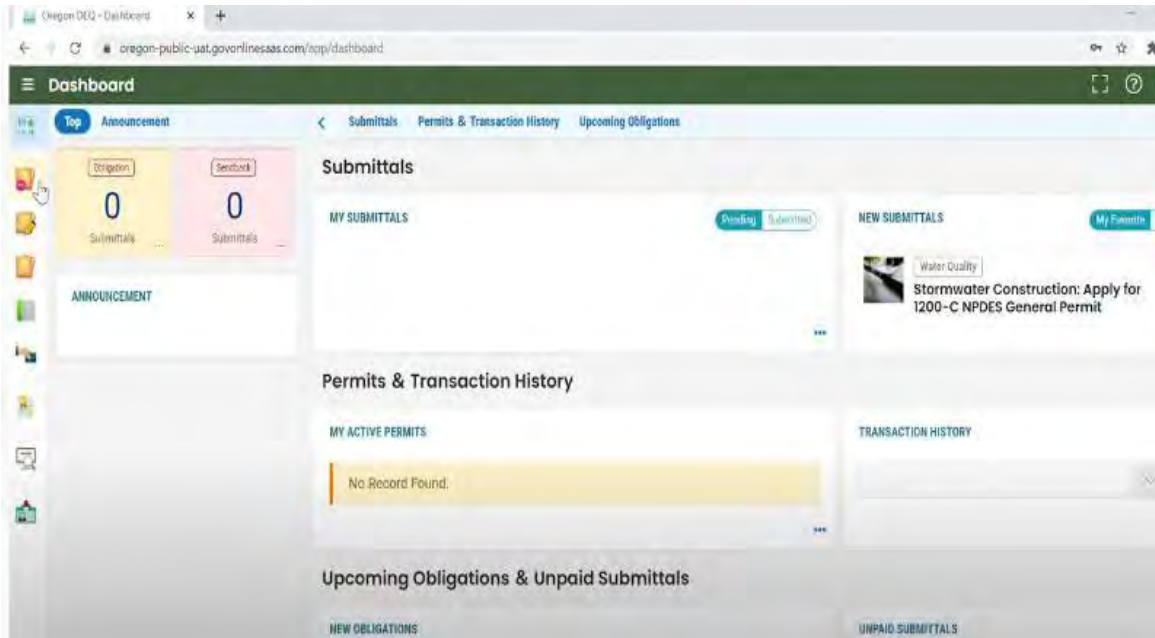 Oregon DEQ - Dashboard
oregon-public-uat.govonlinesaas.com/app/dashboard
Dashboard
Top Announcement
Submittals Permits & Transaction History Upcoming Obligations
Obligation
0
Submittals
Sendback
0
Submittals
ANNOUNCEMENT
Submittals
MY SUBMITTALS
Pending Submitted
NEW SUBMITTALS
My Favorite
Water Quality
Stormwater Construction: Apply for
1200-C NPDES General Permit
Permits & Transaction History
MY ACTIVE PERMITS
No Record Found.
TRANSACTION HISTORY
Upcoming Obligations & Unpaid Submittals
NEW OBLIGATIONS
UNPAID SUBMITTALS